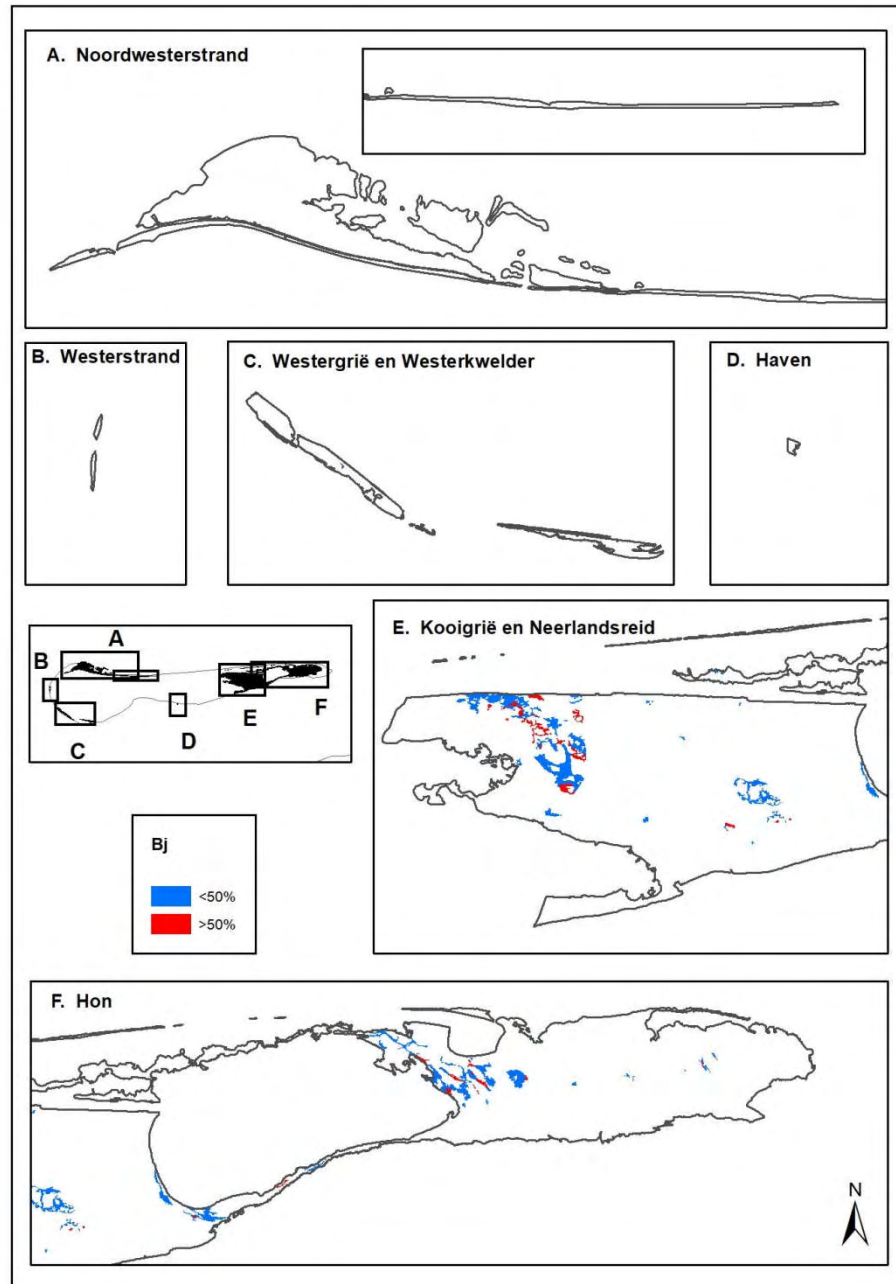 A. Noordwesterstrand
B. Westerstrand
C. Westergrië en Westerkwelder
D. Haven
A
B
C
D
E
F
E. Kooigrië en Neerlandsreid
Bj
<50%
>50%
F. Hon
N